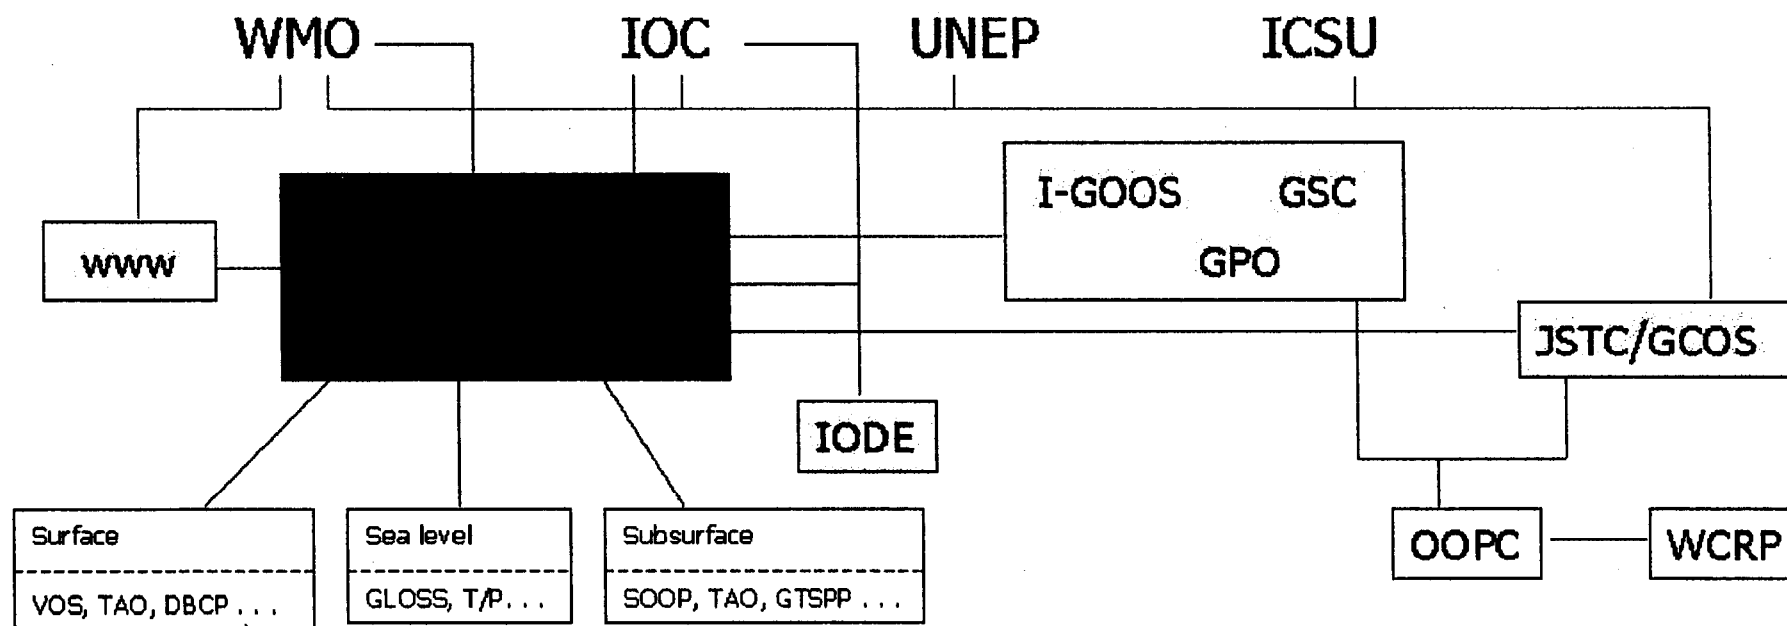 WMO IOC UNEP ICSU
I-GOOS GSC
WWW
GPO
JSTC/GCOS
IODE
Surface
Sea level
Subsurface
OOPC
WCRP
VOS, TAO, DBCP . . .
GLOSS, T/P. . .
SOOP, TAO, GTSPP . . .